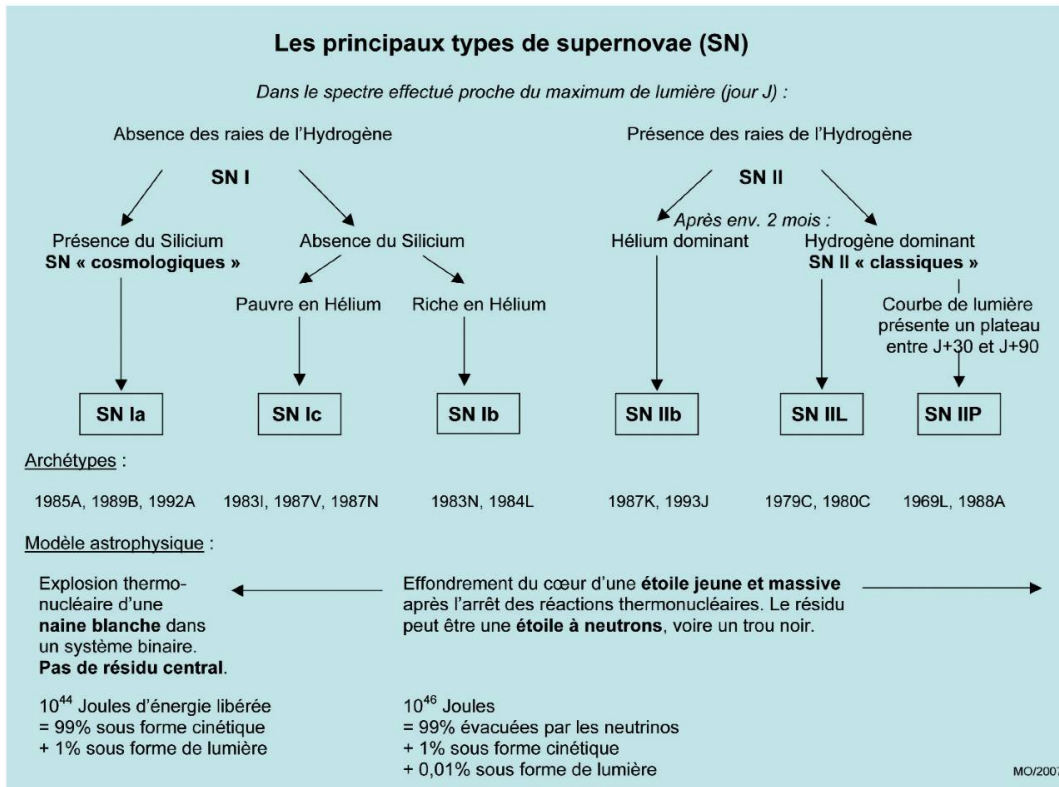 Les principaux types de supernovae (SN)
Dans le spectre effectué proche du maximum de lumière (jour J) :
Absence des raies de l'Hydrogène
Présence des raies de l'Hydrogène
SN I
SN II
Après env. 2 mois :
Présence du Silicium
SN « cosmologiques »
Absence du Silicium
Hélium dominant
Hydrogène dominant
SN II « classiques »
Pauvre en Hélium
Riche en Hélium
Courbe de lumière
présente un plateau
entre J+30 et J+90
SN Ia
SN Ic
SN Ib
SN IIb
SN IIL
SN IIP
Archétypes :
1985A, 1989B, 1992A
1983I, 1987V, 1987N
1983N, 1984L
1987K, 1993J
1979C, 1980C
1969L, 1988A
Modèle astrophysique :
Explosion thermo-
nucléaire d'une
naine blanche dans
un système binaire.
Pas de résidu central.
Effondrement du cœur d'une étoile jeune et massive
après l'arrêt des réactions thermonucléaires. Le résidu
peut être une étoile à neutrons, voire un trou noir.
10⁴⁴ Joules d'énergie libérée
= 99% sous forme cinétique
+ 1% sous forme de lumière
10⁴⁶ Joules
= 99% évacuées par les neutrinos
+ 1% sous forme cinétique
+ 0,01% sous forme de lumière
MO/2007